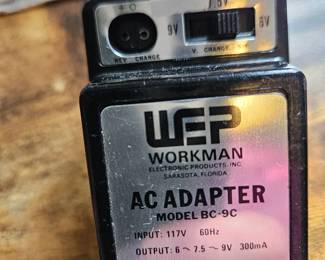 7.5V
9V 6V
KEY CHANGE V. CHANGE
WEP
WORKMAN
ELECTRONIC PRODUCTS, INC.
SARASOTA, FLORIDA
AC ADAPTER
MODEL BC-9C
INPUT: 117V 60Hz
OUTPUT: 6 ~ 7.5 ~ 9V 300mA